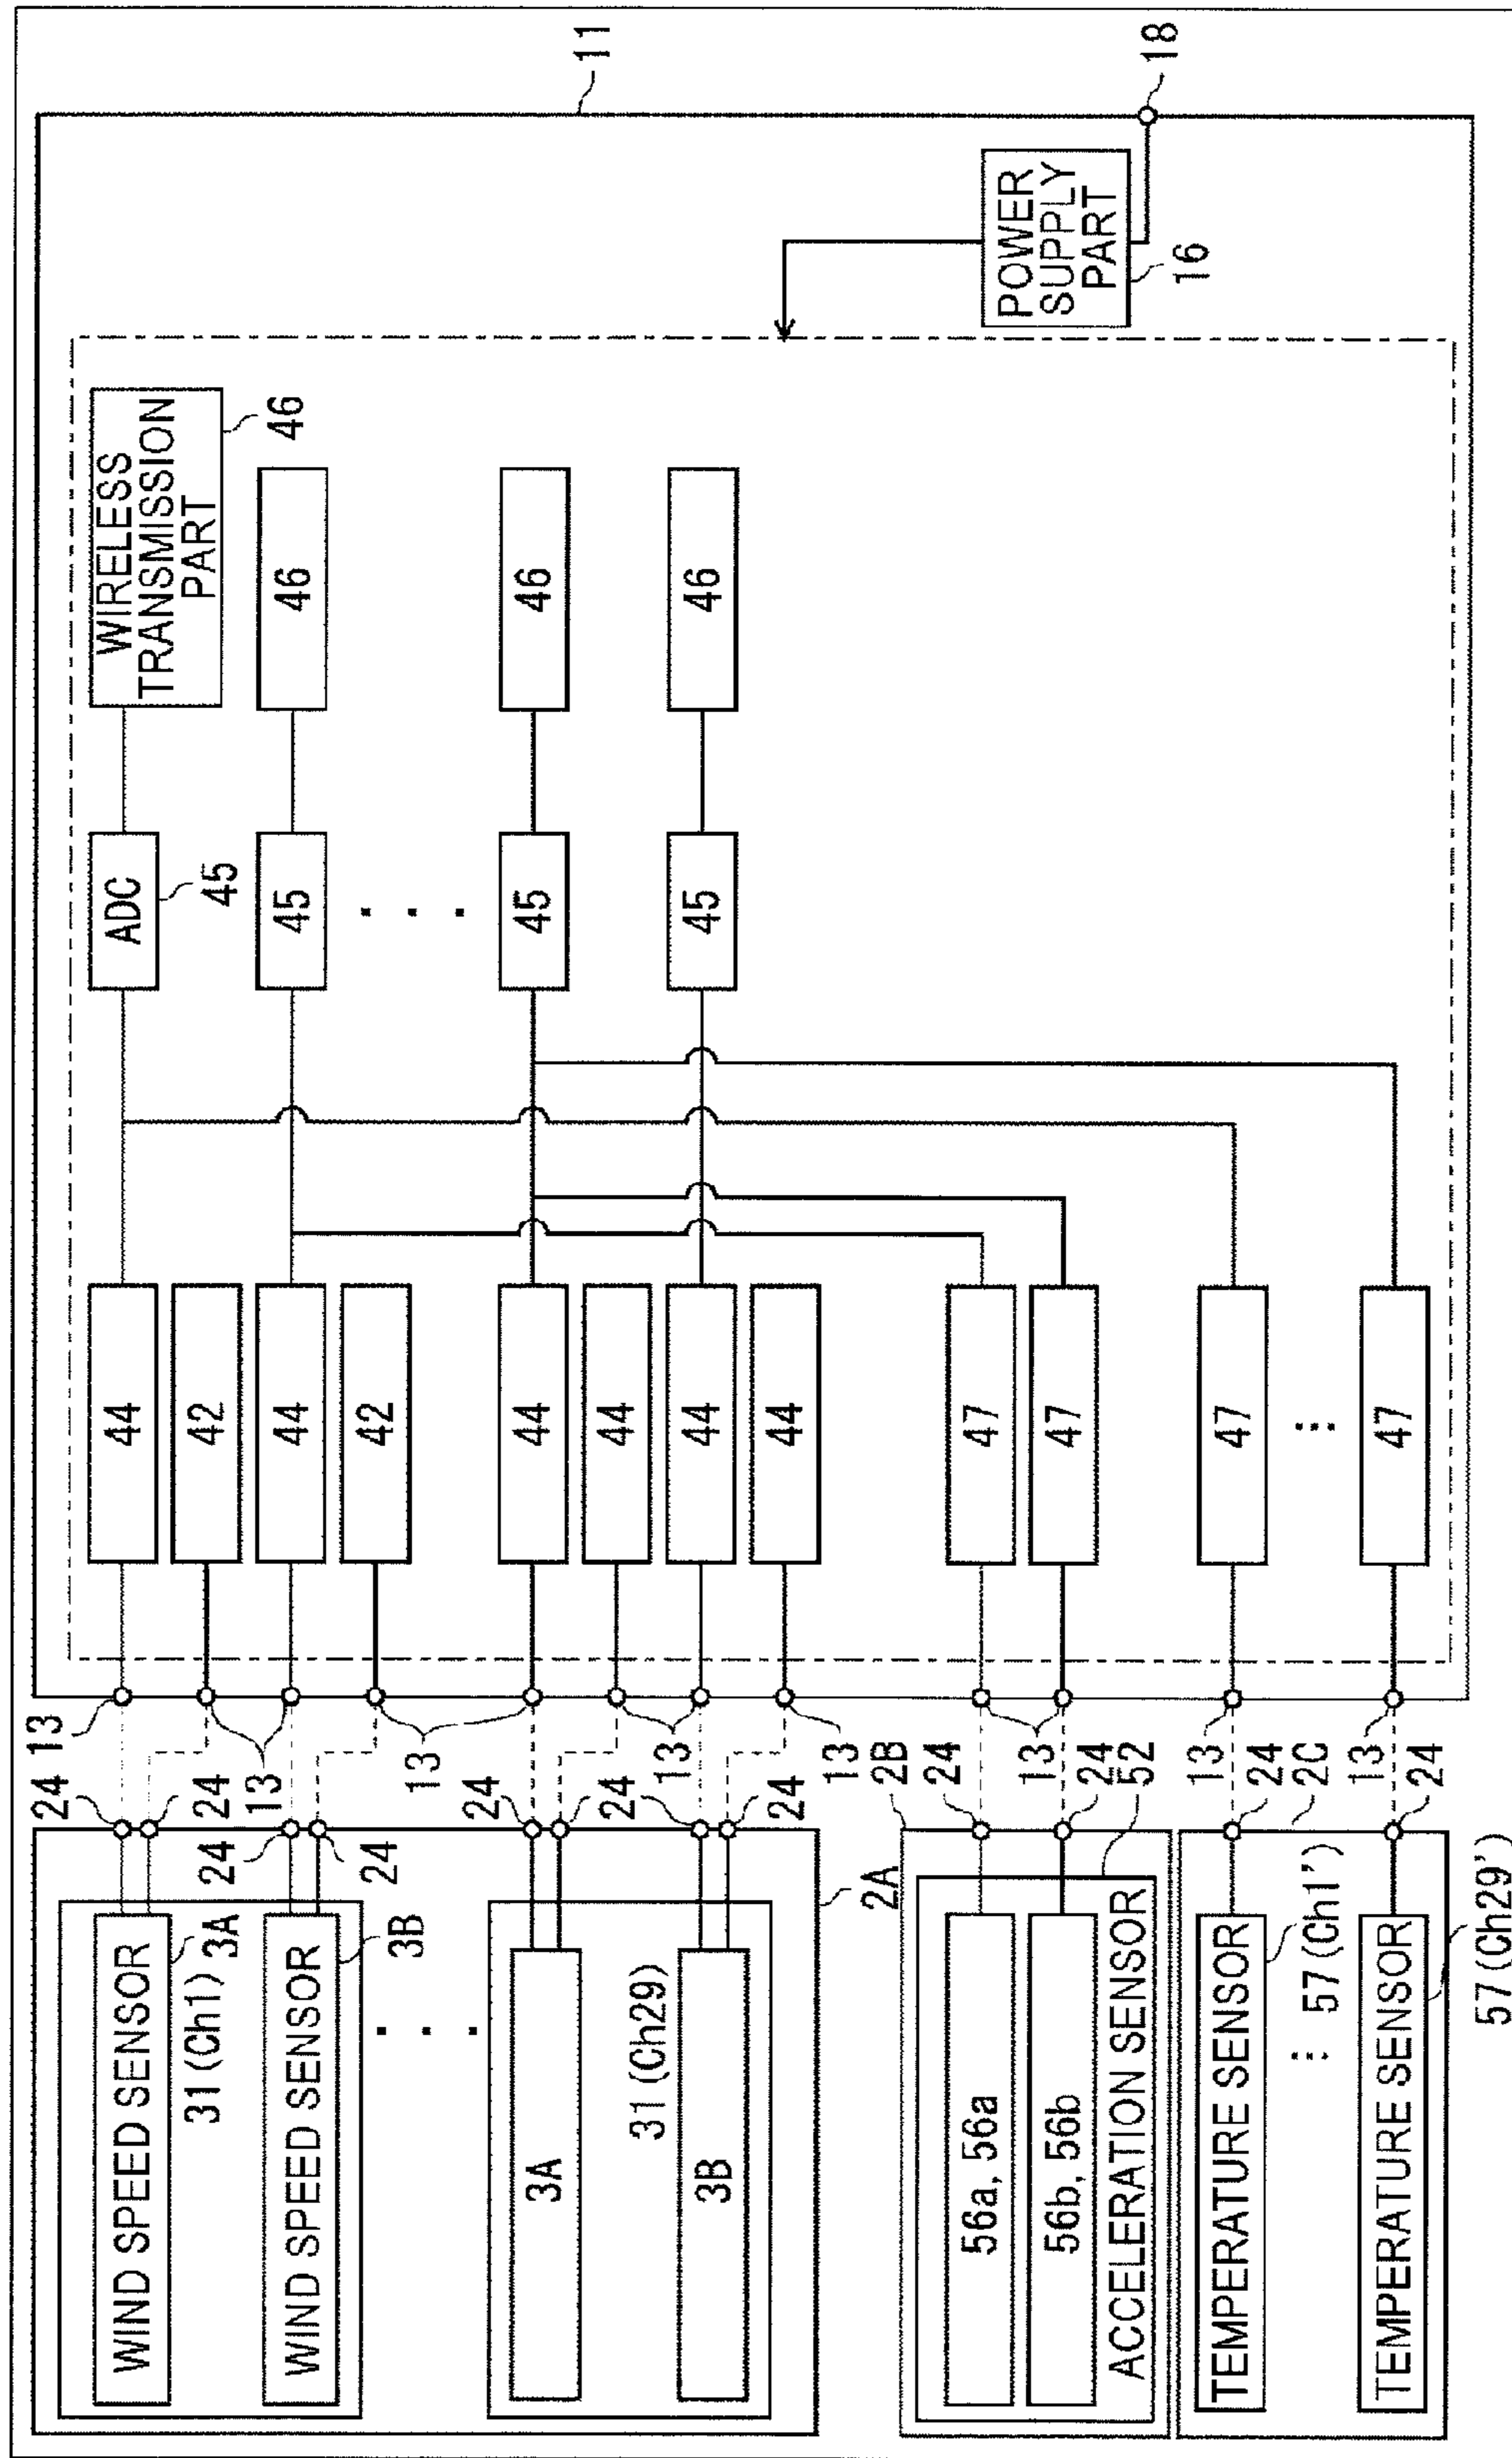 WIND SPEED SENSOR
3A
31 (Ch1)
WIND SPEED SENSOR
3B
. . .
3A
31 (Ch29)
3B
2A
24
24
24
24
24
24
24
24
13
13
13
13
13
44
42
44
42
44
44
44
44
ADC
45
45
. . .
45
45
WIRELESS
TRANSMISSION
PART
46
46
46
46
11
2B
56a, 56a
56b, 56b
ACCELERATION SENSOR
52
24
24
13
47
47
2C
TEMPERATURE SENSOR
57 (Ch1')
⋮
TEMPERATURE SENSOR
57 (Ch29')
24
24
13
13
47
⋮
47
POWER
SUPPLY
PART
16
18